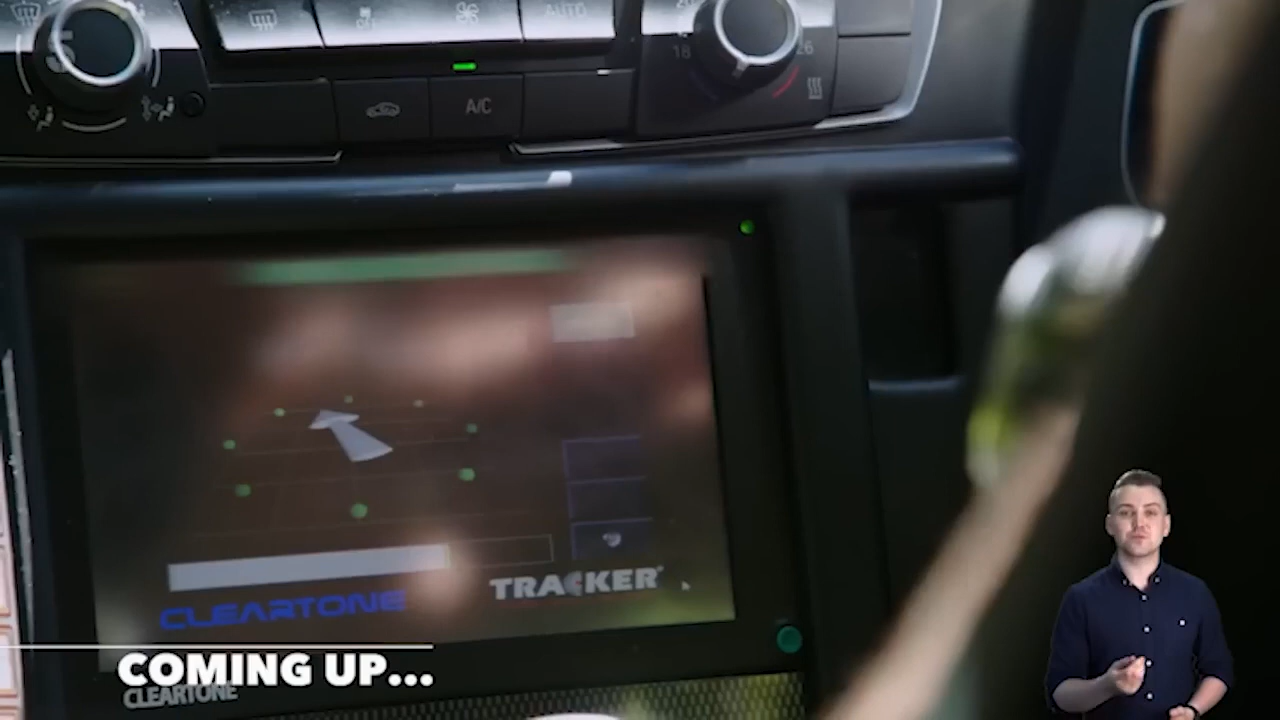 AUTO
18
26
A/C
TRACKER
CLEARTONE
COMING UP...
CLEARTONE